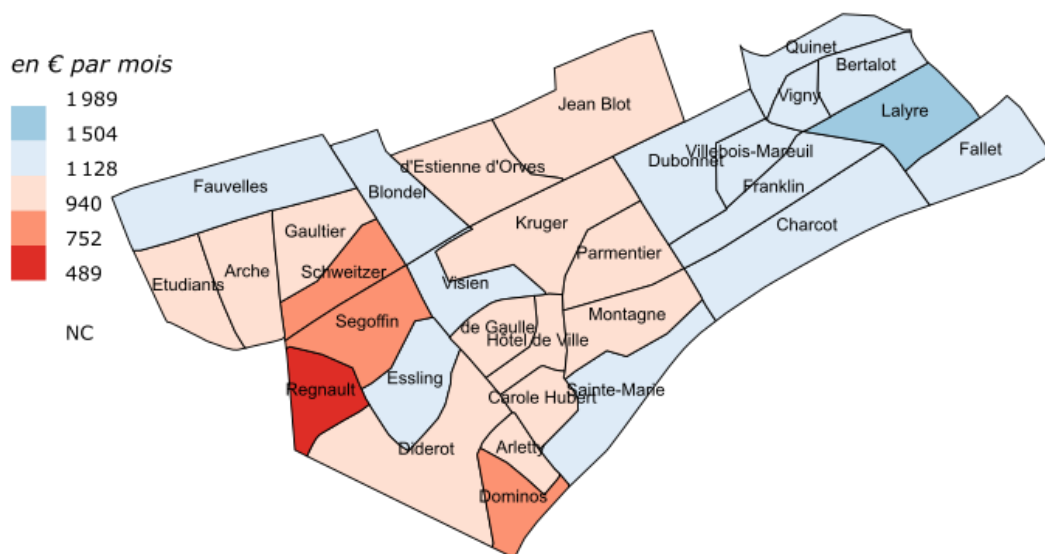 en € par mois
1 989
1 504
1 128
940
752
489
NC
Quinet
Bertalot
Vigny
Lalyre
Jean Blot
Fallet
Villebois-Mareuil
Dubonnet
d'Estienne d'Orves
Franklin
Fauvelles
Blondel
Charcot
Kruger
Gaultier
Parmentier
Arche
Schweitzer
Etudiants
Visien
Montagne
Segoffin
de Gaulle
Hôtel de Ville
Essling
Regnault
Sainte-Marie
Carole Hubert
Arletty
Diderot
Dominos